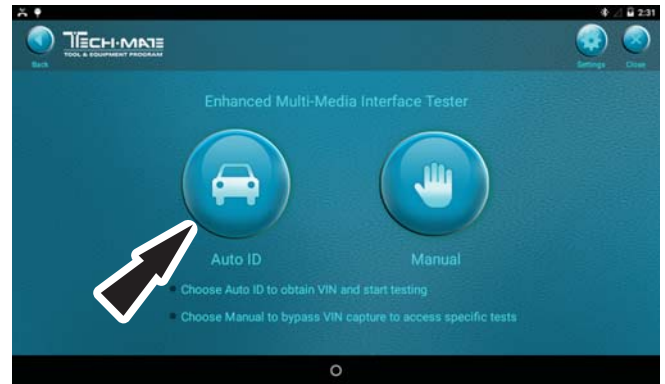 2:31
TECH-MATE
TOOL & EQUIPMENT PROGRAM
Back
Settings
Close
Enhanced Multi-Media Interface Tester
Auto ID
Manual
Choose Auto ID to obtain VIN and start testing
Choose Manual to bypass VIN capture to access specific tests